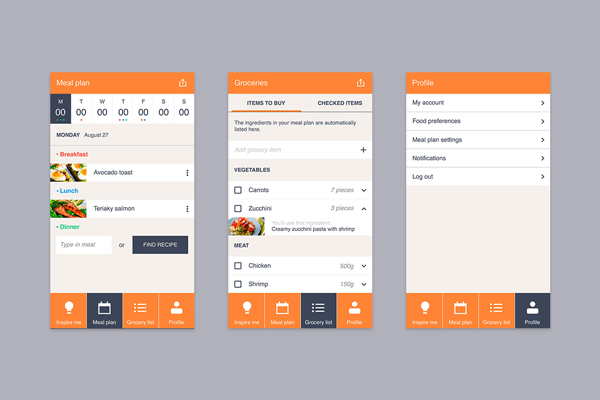 Meal plan
M T W T F S S
00 00 00 00 00 00 00
MONDAY August 27
• Breakfast
Avocado toast
• Lunch
Teriaky salmon
• Dinner
Type in meal or FIND RECIPE
Inspire me Meal plan Grocery list Profile
Groceries
ITEMS TO BUY CHECKED ITEMS
The ingredients in your meal plan are automatically
listed here.
Add grocery item +
VEGETABLES
Carrots 7 pieces
Zucchini 3 pieces
You'll use this ingredient:
Creamy zucchini pasta with shrimp
MEAT
Chicken 500g
Shrimp 150g
Inspire me Meal plan Grocery list Profile
Profile
My account
Food preferences
Meal plan settings
Notifications
Log out
Inspire me Meal plan Grocery list Profile